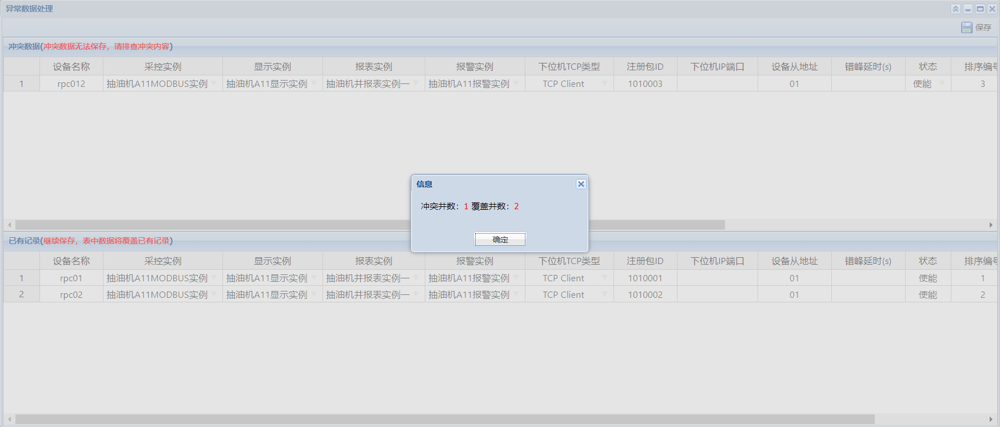 异常数据处理
保存
冲突数据(冲突数据无法保存，请排查冲突内容)
设备名称 采控实例 显示实例 报表实例 报警实例 下位机TCP类型 注册包ID 下位机IP端口 设备从地址 错峰延时(s) 状态 排序编号
1 rpc012 抽油机A11MODBUS实例 抽油机A11显示实例 抽油机井报表实例一 抽油机A11报警实例 TCP Client 1010003 01 使能 3
信息
冲突井数：1 覆盖井数：2
确定
已有记录(继续保存，表中数据将覆盖已有记录)
设备名称 采控实例 显示实例 报表实例 报警实例 下位机TCP类型 注册包ID 下位机IP端口 设备从地址 错峰延时(s) 状态 排序编号
1 rpc01 抽油机A11MODBUS实例 抽油机A11显示实例 抽油机井报表实例一 抽油机A11报警实例 TCP Client 1010001 01 使能 1
2 rpc02 抽油机A11MODBUS实例 抽油机A11显示实例 抽油机井报表实例一 抽油机A11报警实例 TCP Client 1010002 01 使能 2